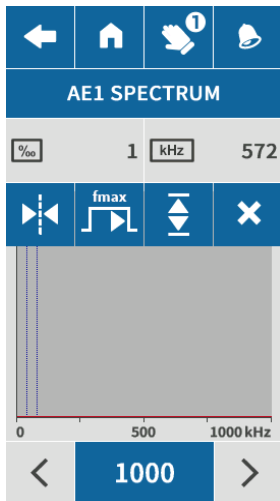 1
AE1 SPECTRUM
‰ 1 kHz 572
fmax
0 500 1000 kHz
1000